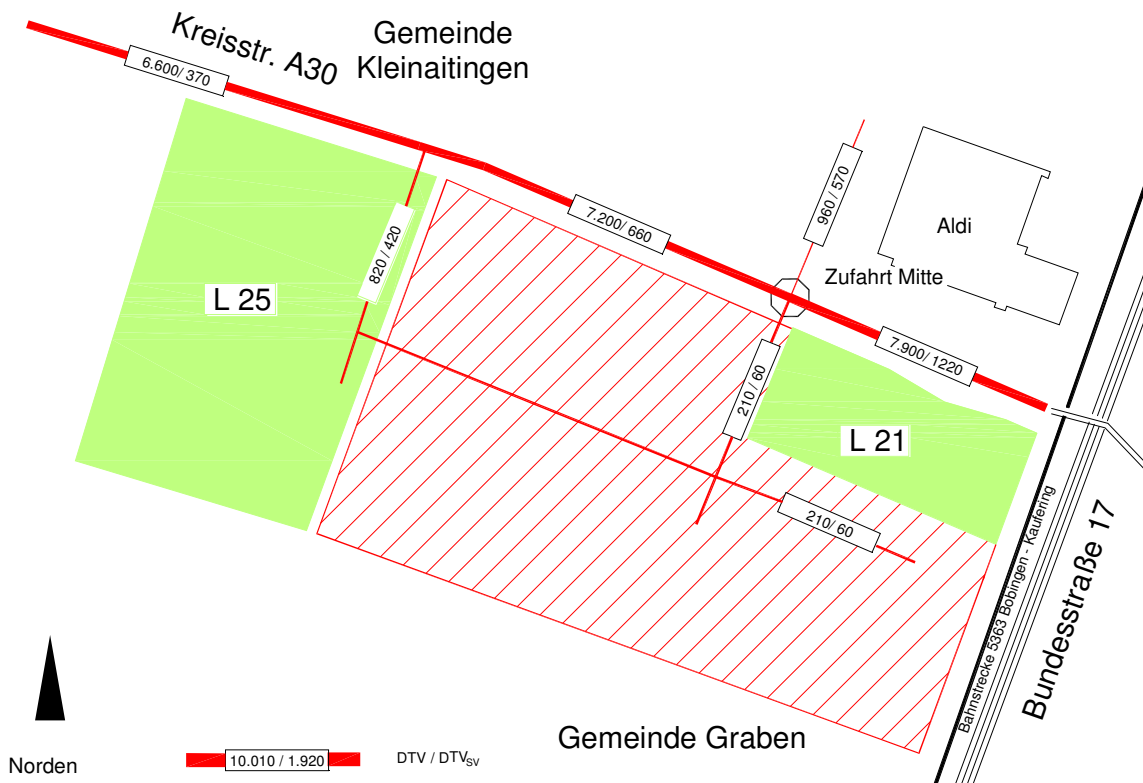 Kreisstr. A30
Gemeinde
Kleinaitingen
6.600/ 370
820 / 420
7.200/ 660
960 / 570
Aldi
Zufahrt Mitte
7.900/ 1220
L 25
210 / 60
L 21
210/ 60
Bahnstrecke 5363 Bobingen - Kaufering
Bundesstraße 17
Gemeinde Graben
Norden
10.010 / 1.920
DTV / DTVSV